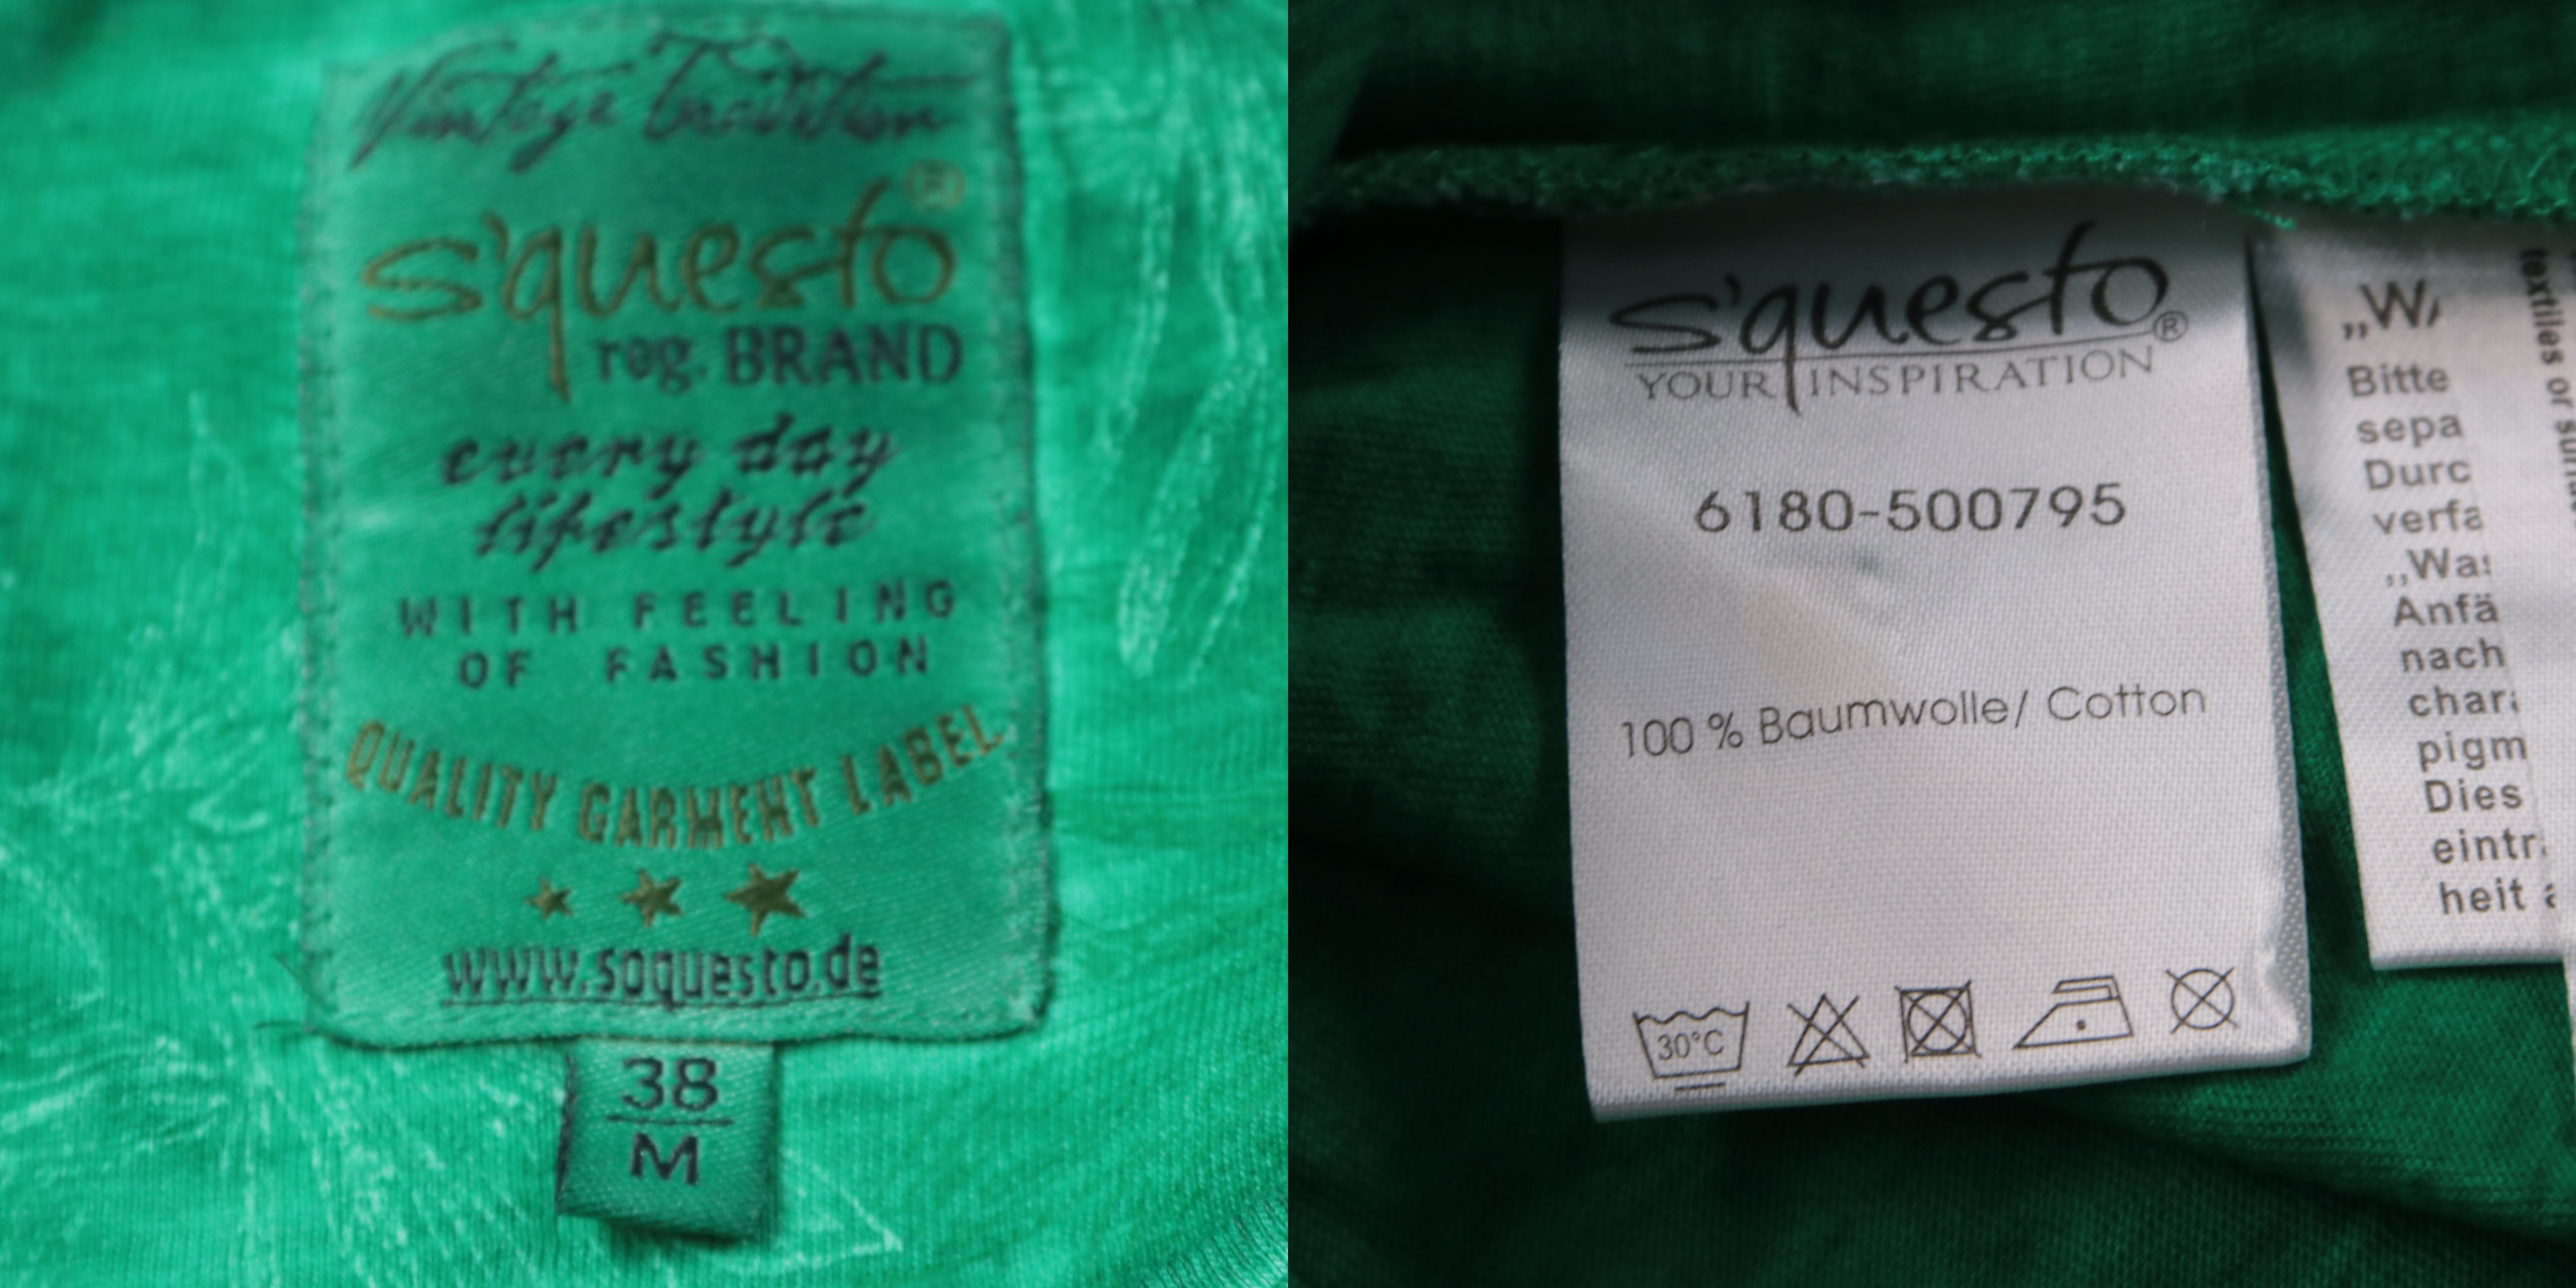 Vintage Tradition
s'questo®
reg. BRAND
every day
lifestyle
WITH FEELING
OF FASHION
QUALITY GARMENT LABEL
www.soquesto.de
38
M
s'questo®
YOUR INSPIRATION
6180-500795
100 % Baumwolle/ Cotton
30°C
„W
Bitte
sepa
Durc
verfa
„Was
Anfä
nach
char
pigm
Dies
eintr
heit
textiles or